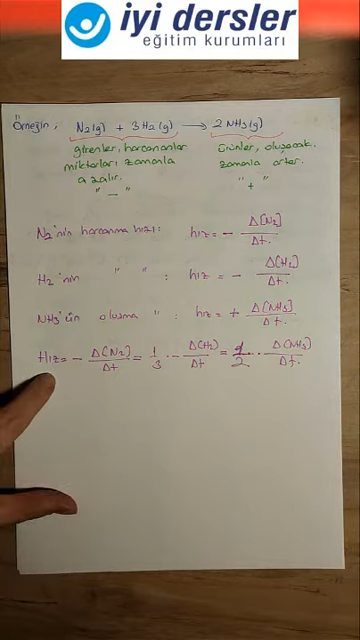 iyi dersler
eğitim kurumları
Örneğin; N₂(g) + 3H₂(g) → 2NH₃(g)
girenler, harcananlar
miktarları zamanla
azalır.
" — "
ürünler, oluşacak.
zamanla artar.
" + "
N₂'nin harcanma hızı: hız = - Δ[N₂] / Δt.
H₂'nin " " : hız = - Δ[H₂] / Δt.
NH₃'ün oluşma " : hız = + Δ[NH₃] / Δt.
Hız = - Δ[N₂] / Δt = 1/3 · - Δ[H₂] / Δt = 1/2 · Δ[NH₃] / Δt.